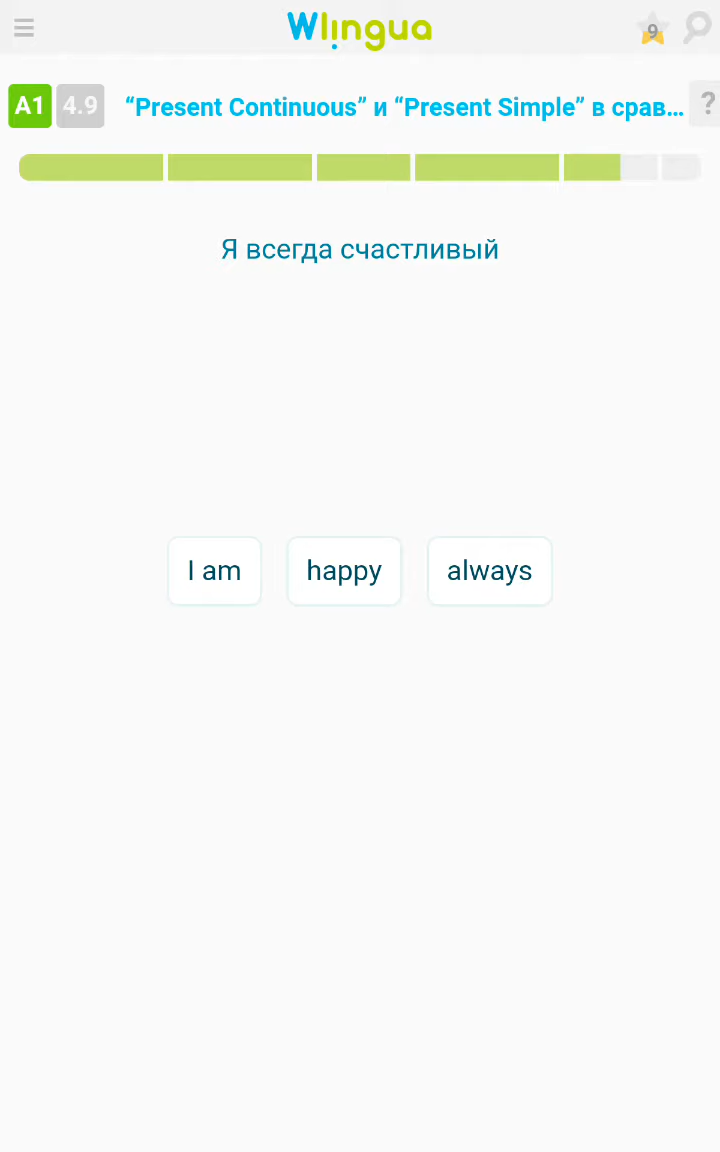 Wlingua
9
A1 4.9 “Present Continuous” и “Present Simple” в срав... ?
Я всегда счастливый
I am happy always